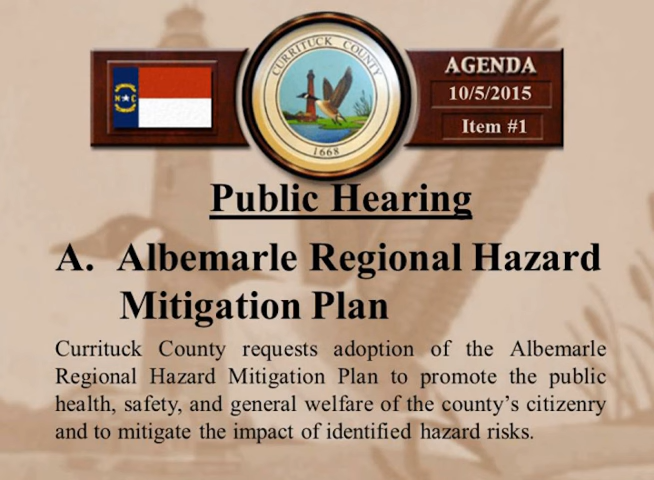 CURRITUCK COUNTY
1668
N C
AGENDA
10/5/2015
Item #1
Public Hearing
A. Albemarle Regional Hazard
Mitigation Plan
Currituck County requests adoption of the Albemarle
Regional Hazard Mitigation Plan to promote the public
health, safety, and general welfare of the county's citizenry
and to mitigate the impact of identified hazard risks.